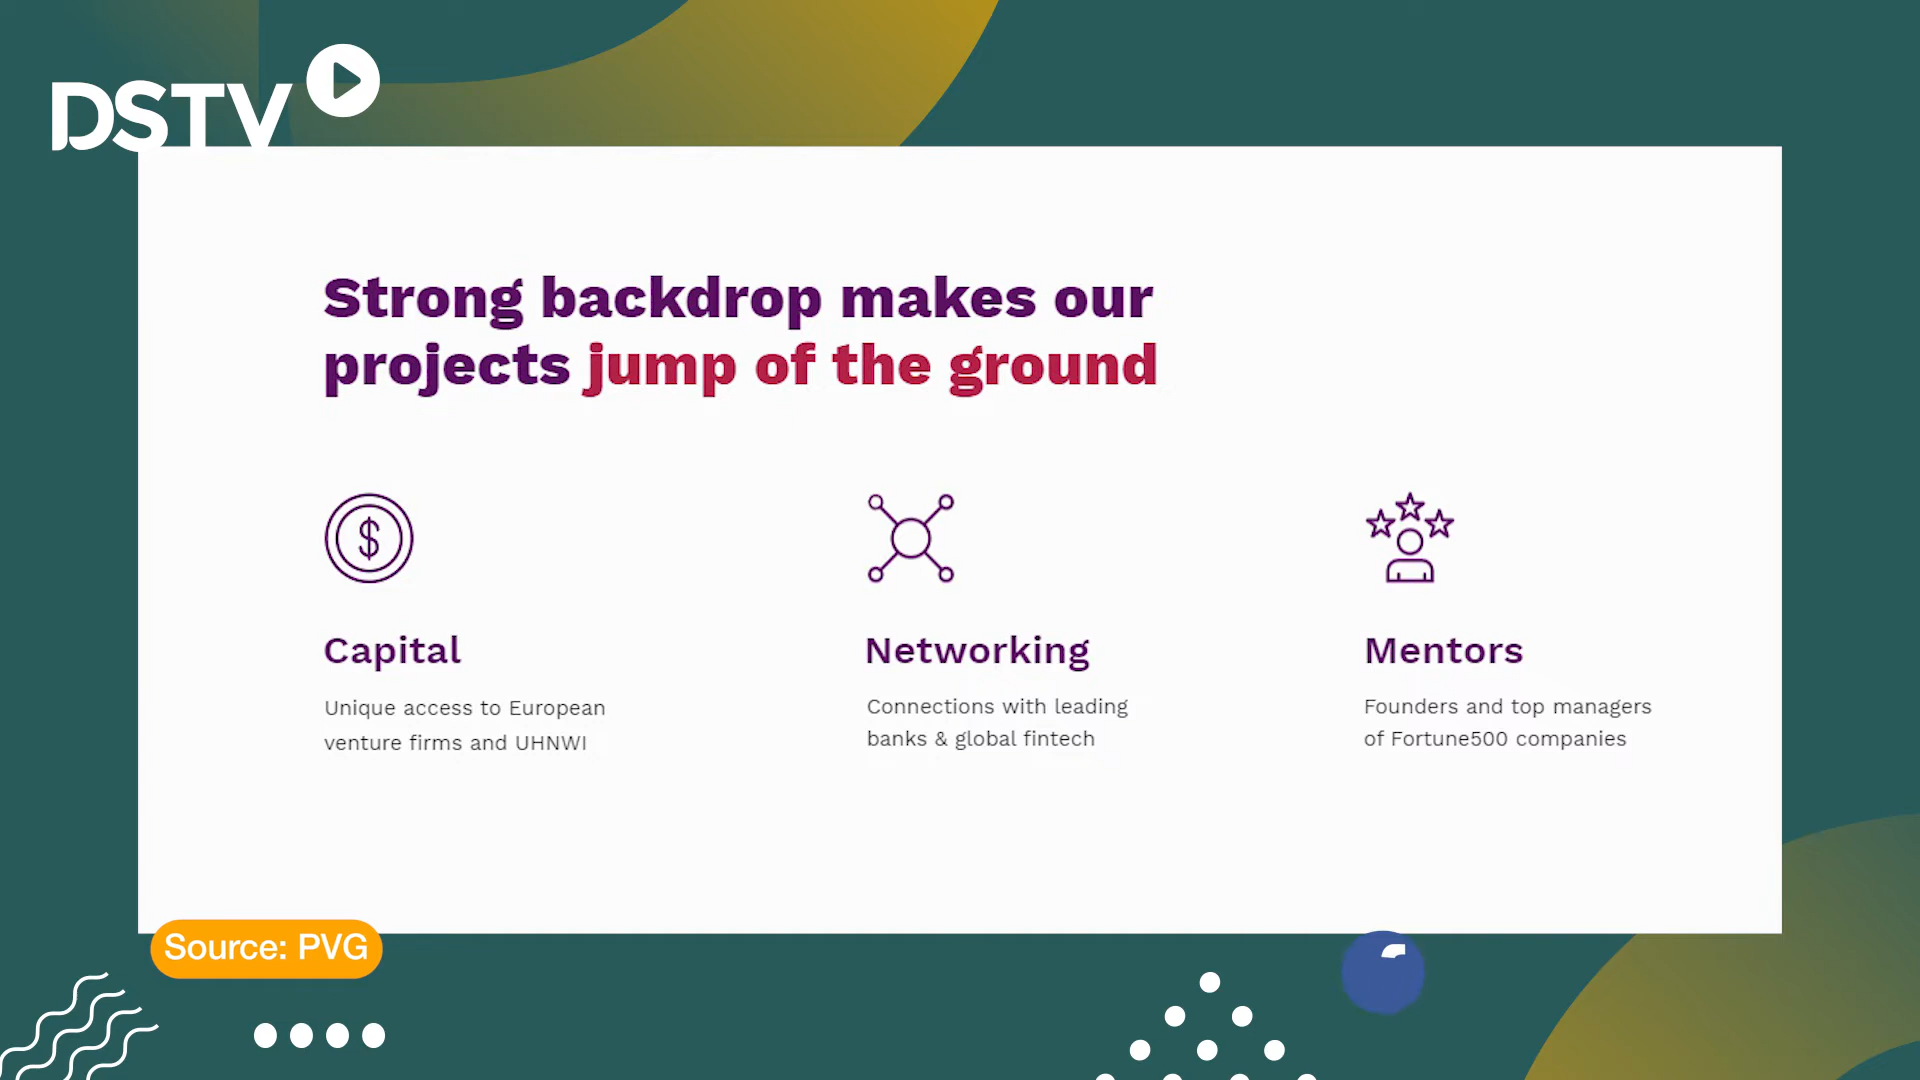 DSTV
Strong backdrop makes our
projects jump of the ground
$
Capital
Unique access to European
venture firms and UHNWI
Networking
Connections with leading
banks & global fintech
Mentors
Founders and top managers
of Fortune500 companies
Source: PVG